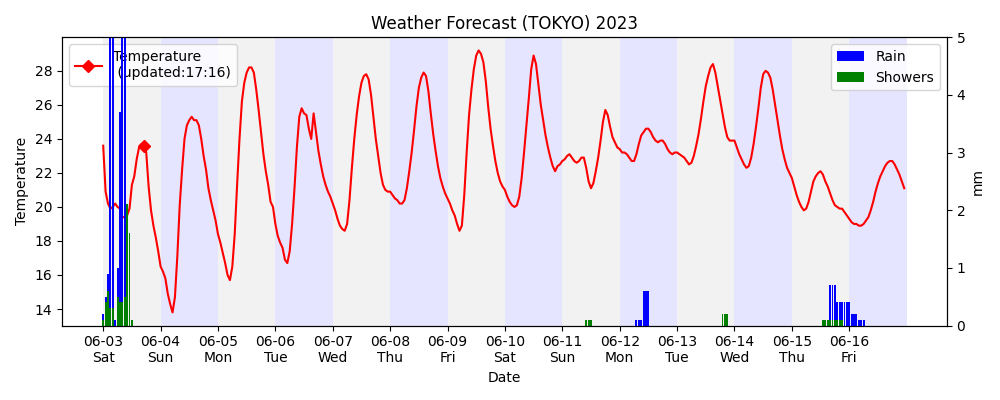 Weather Forecast (TOKYO) 2023
Temperature
(updated:17:16)
Rain
Showers
Temperature
28
26
24
22
20
18
16
14
5
4
3
2
1
0
mm
06-03 06-04 06-05 06-06 06-07 06-08 06-09 06-10 06-11 06-12 06-13 06-14 06-15 06-16
Sat Sun Mon Tue Wed Thu Fri Sat Sun Mon Tue Wed Thu Fri
Date